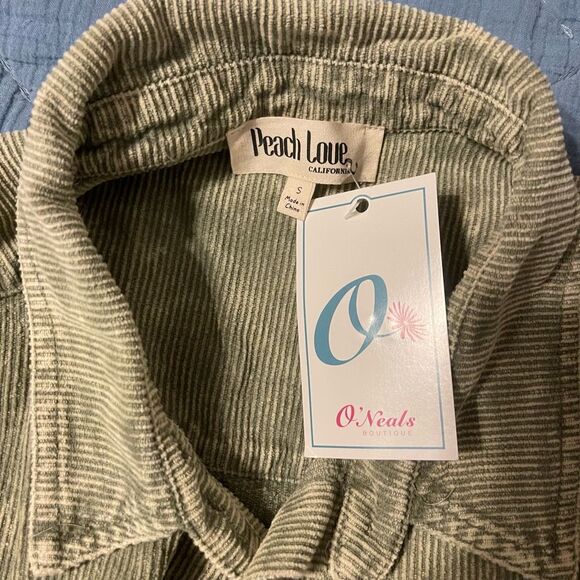 Peach Love
CALIFORNIA
S
Made in
China
O
O'Neals
BOUTIQUE